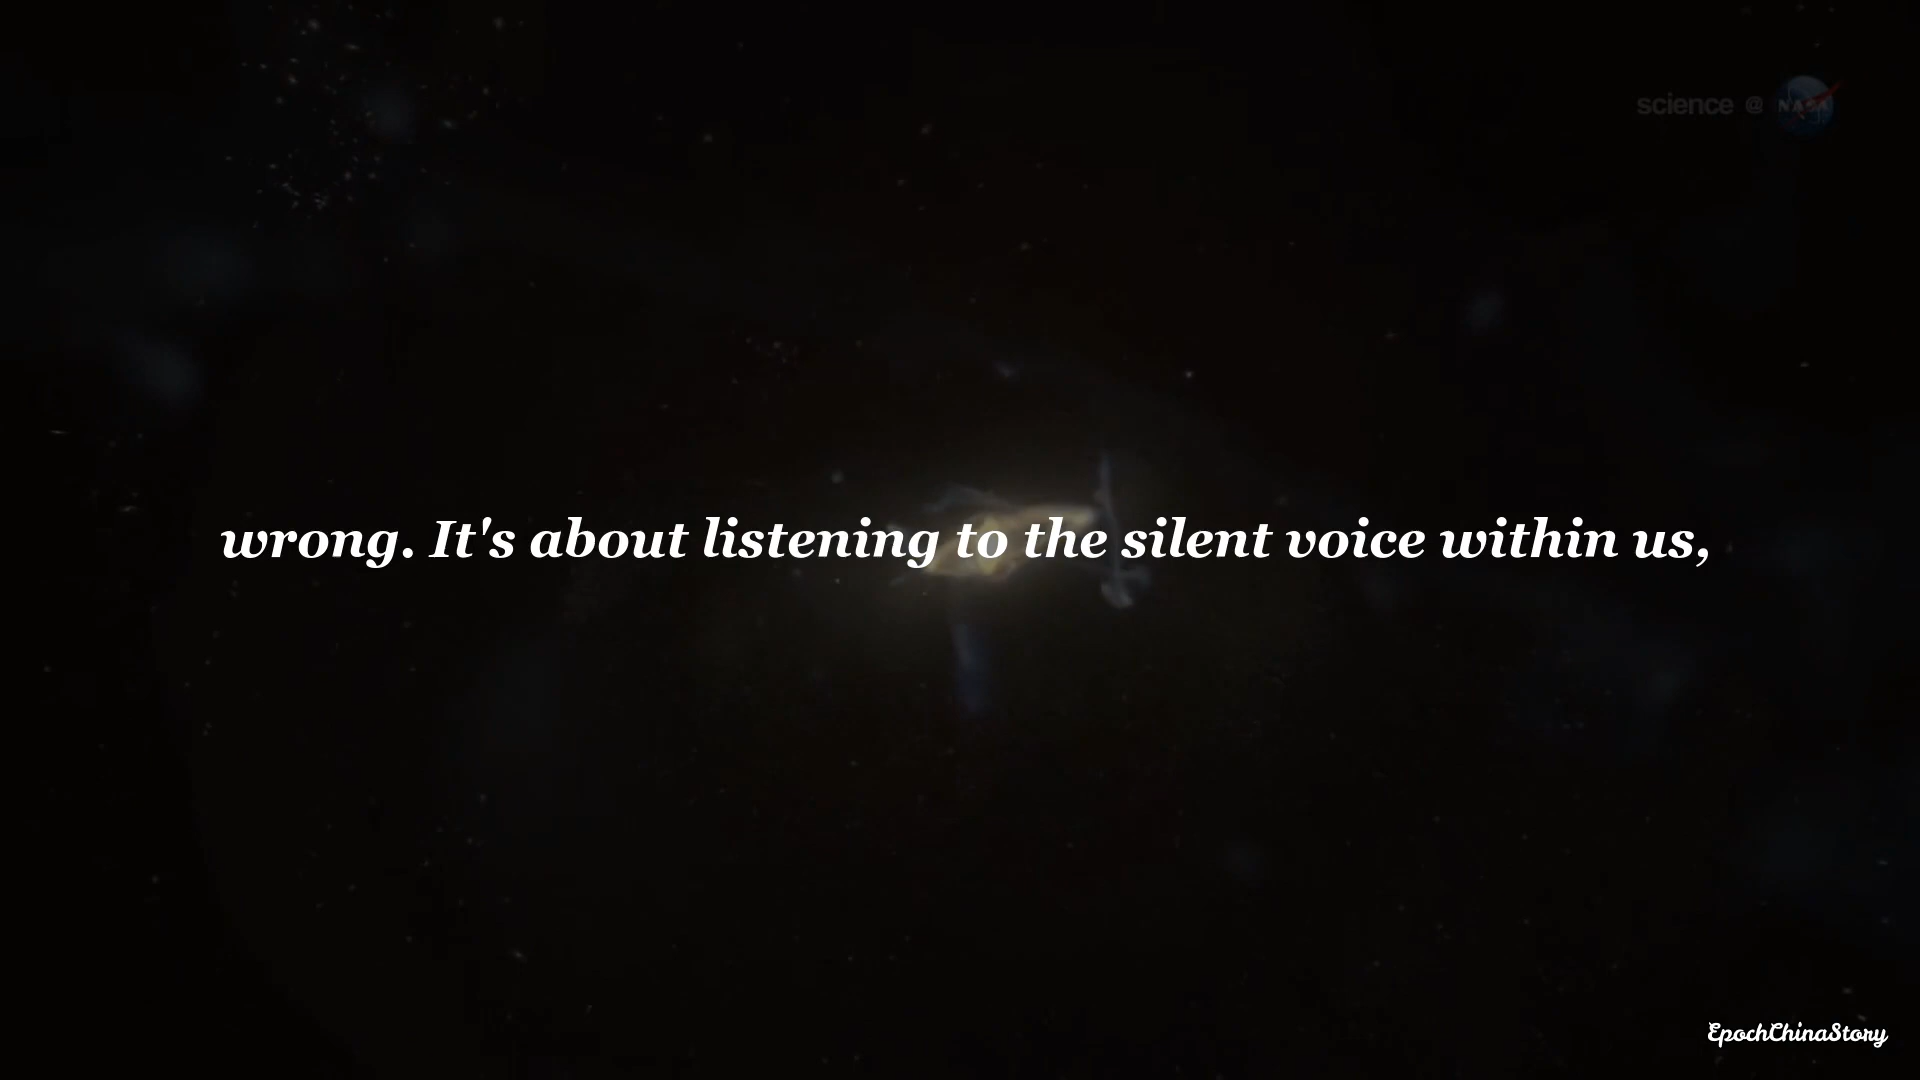 science @ NASA
wrong. It's about listening to the silent voice within us,
EpochChinaStory